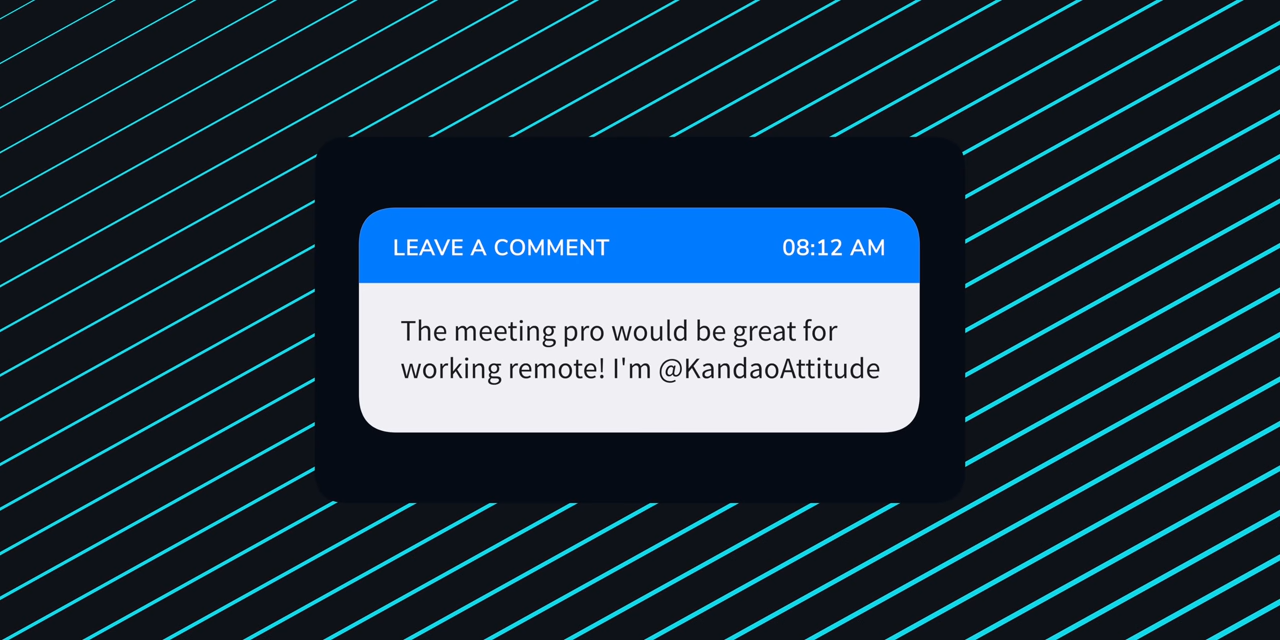 LEAVE A COMMENT 08:12 AM
The meeting pro would be great for
working remote! I'm @KandaoAttitude